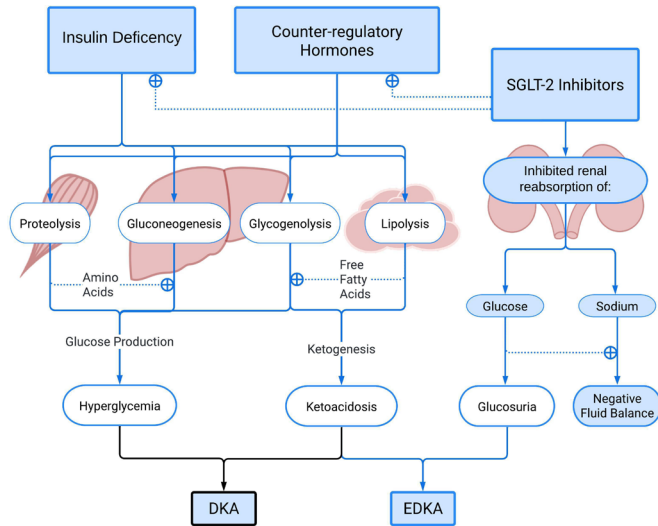 Insulin Deficency
Counter-regulatory
Hormones
SGLT-2 Inhibitors
Inhibited renal
reabsorption of:
Proteolysis
Gluconeogenesis
Glycogenolysis
Lipolysis
Amino
Acids
Free
Fatty
Acids
Glucose
Sodium
Glucose Production
Ketogenesis
Hyperglycemia
Ketoacidosis
Glucosuria
Negative
Fluid Balance
DKA
EDKA